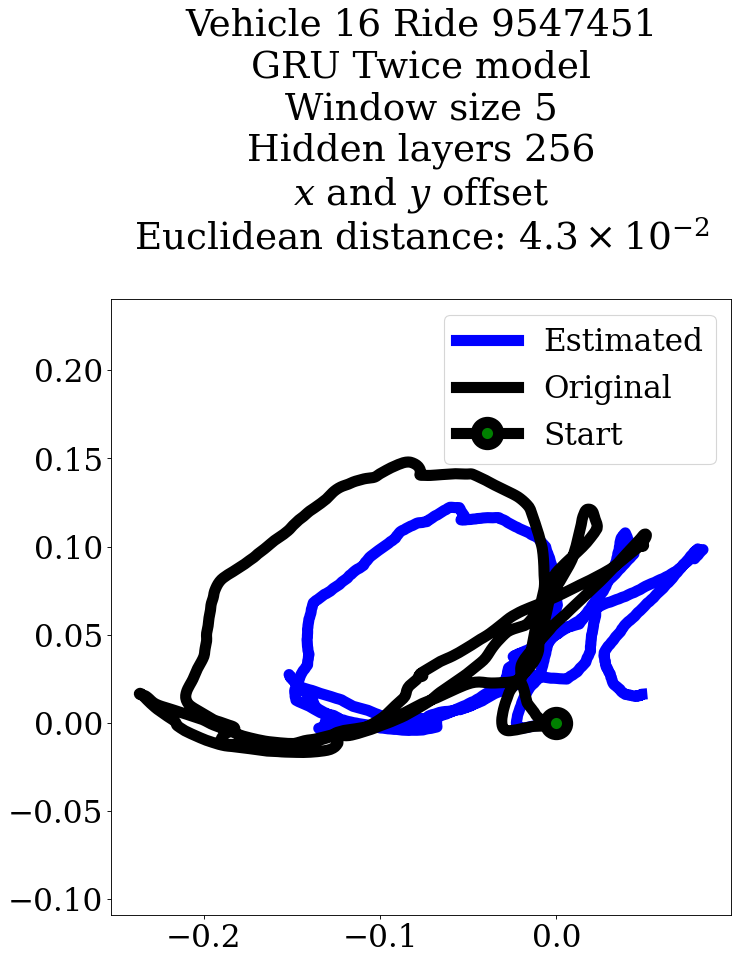 Vehicle 16 Ride 9547451
GRU Twice model
Window size 5
Hidden layers 256
x and y offset
Euclidean distance: 4.3 × 10⁻²
Estimated
Original
Start
0.20
0.15
0.10
0.05
0.00
−0.05
−0.10
−0.2 −0.1 0.0